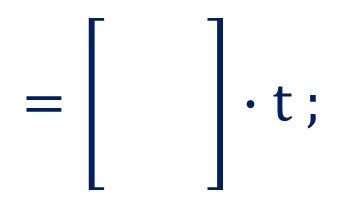 = [ ] · t ;